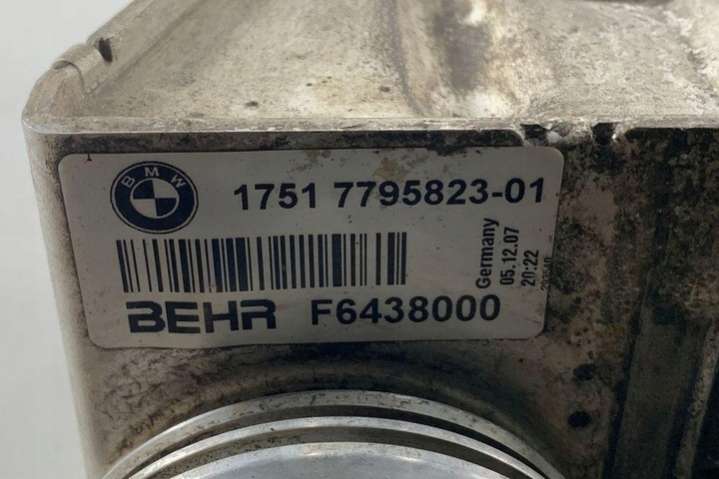 BMW
1751 7795823-01
Germany
05.12.07
20:22
BEHR F6438000